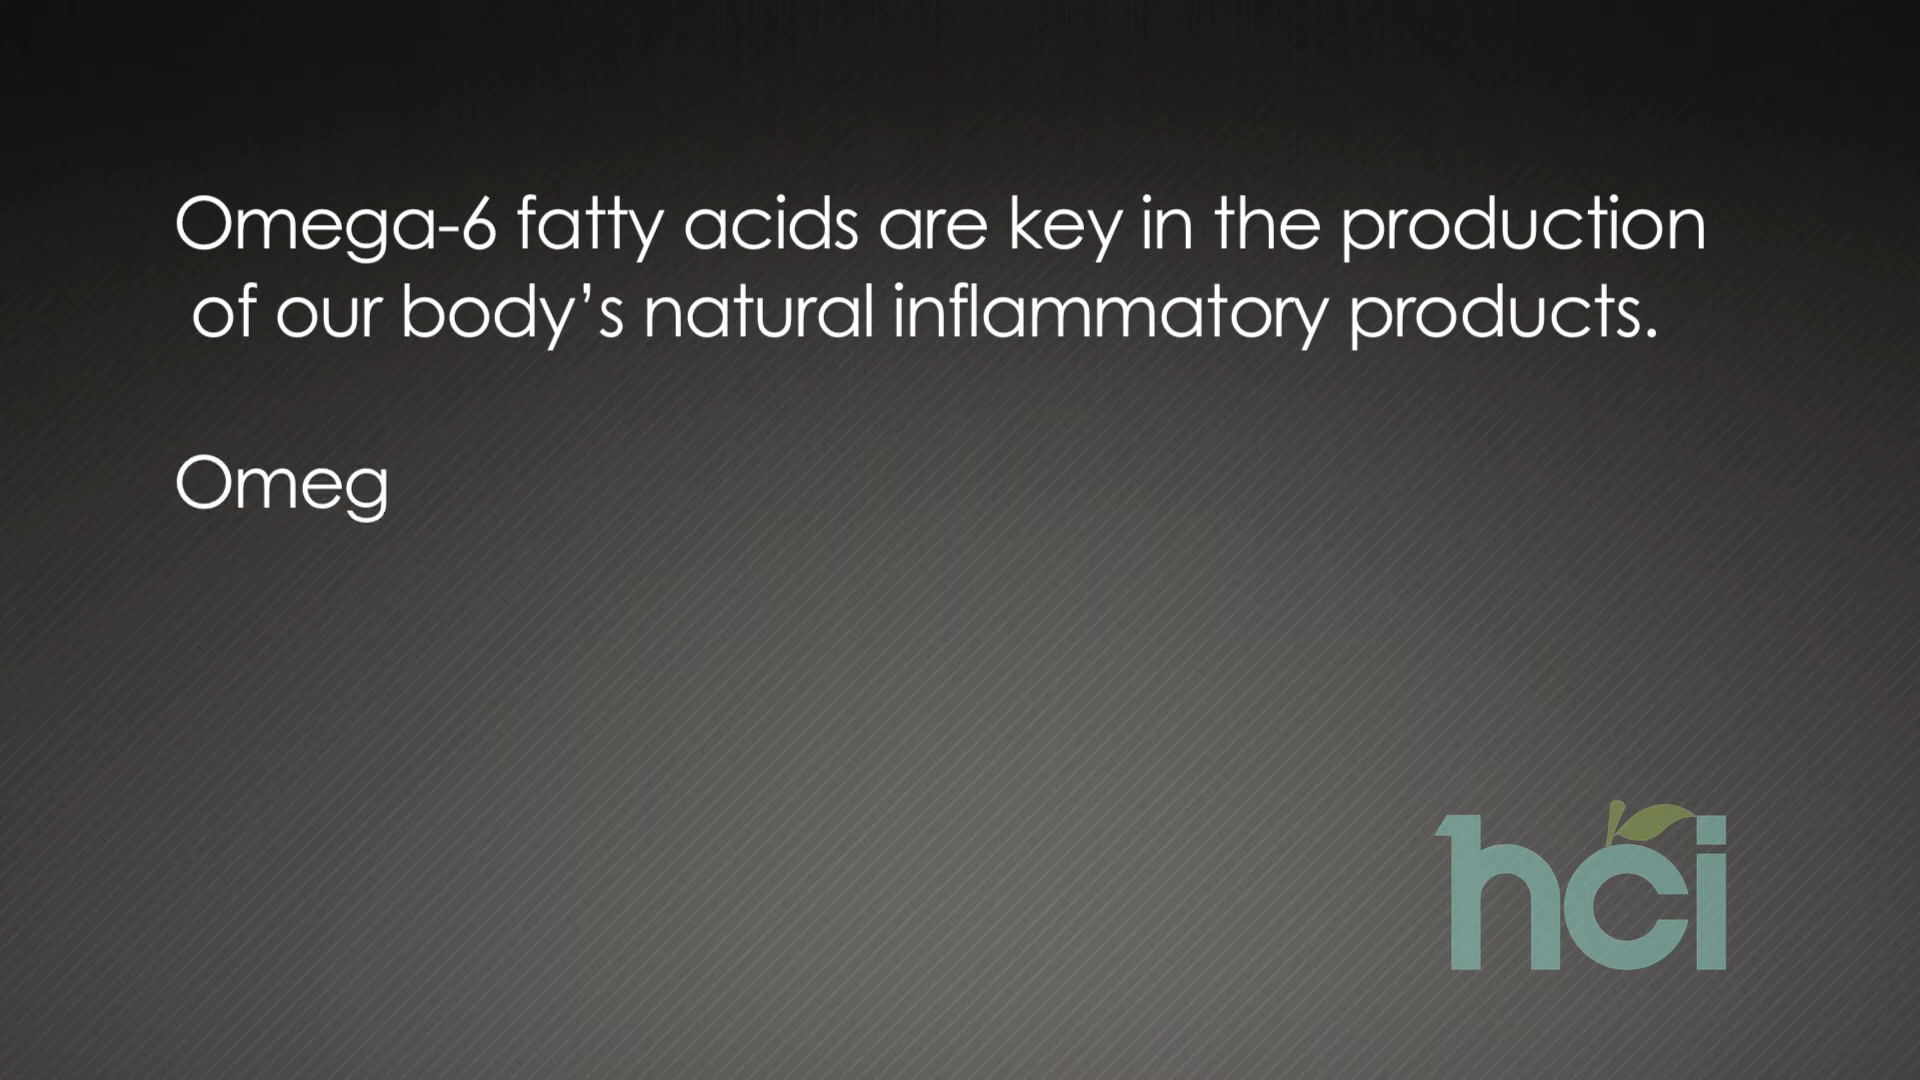 Omega-6 fatty acids are key in the production
of our body’s natural inflammatory products.
Omeg
hci